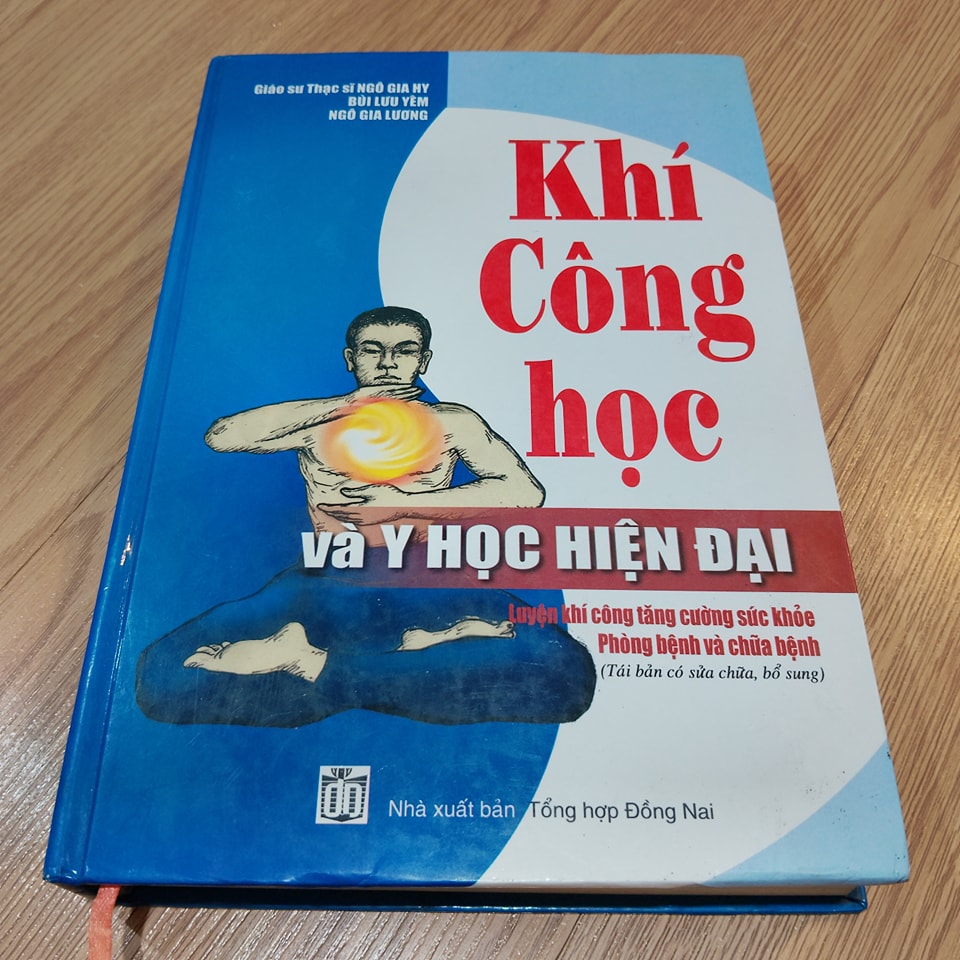 Giáo sư Thạc sĩ NGÔ GIA HY
BÙI LƯU YÊM
NGÔ GIA LƯƠNG
Khí
Công
học
và Y HỌC HIỆN ĐẠI
Luyện khí công tăng cường sức khỏe
Phòng bệnh và chữa bệnh
(Tái bản có sửa chữa, bổ sung)
Nhà xuất bản Tổng hợp Đồng Nai